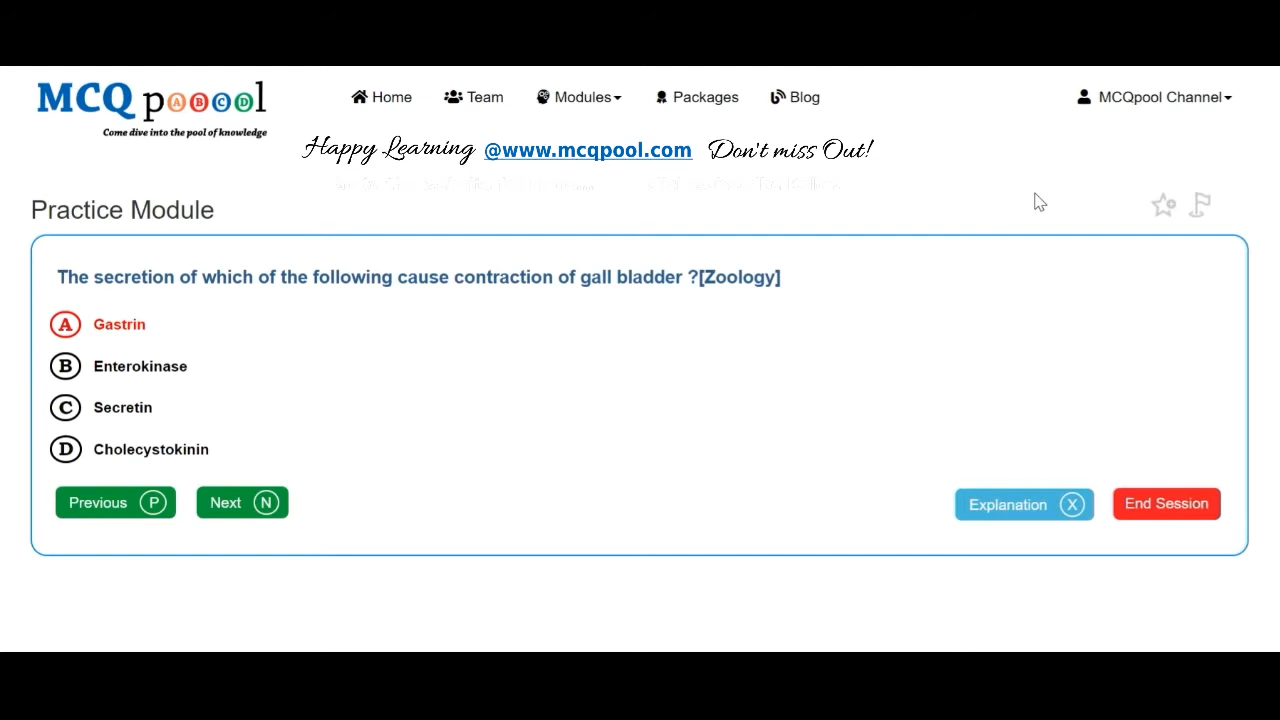 MCQ pABCDl
Come dive into the pool of knowledge
Home Team Modules Packages Blog MCQpool Channel
Happy Learning @www.mcqpool.com Don't miss Out!
Practice Module
The secretion of which of the following cause contraction of gall bladder ?[Zoology]
A Gastrin
B Enterokinase
C Secretin
D Cholecystokinin
Previous P Next N Explanation X End Session